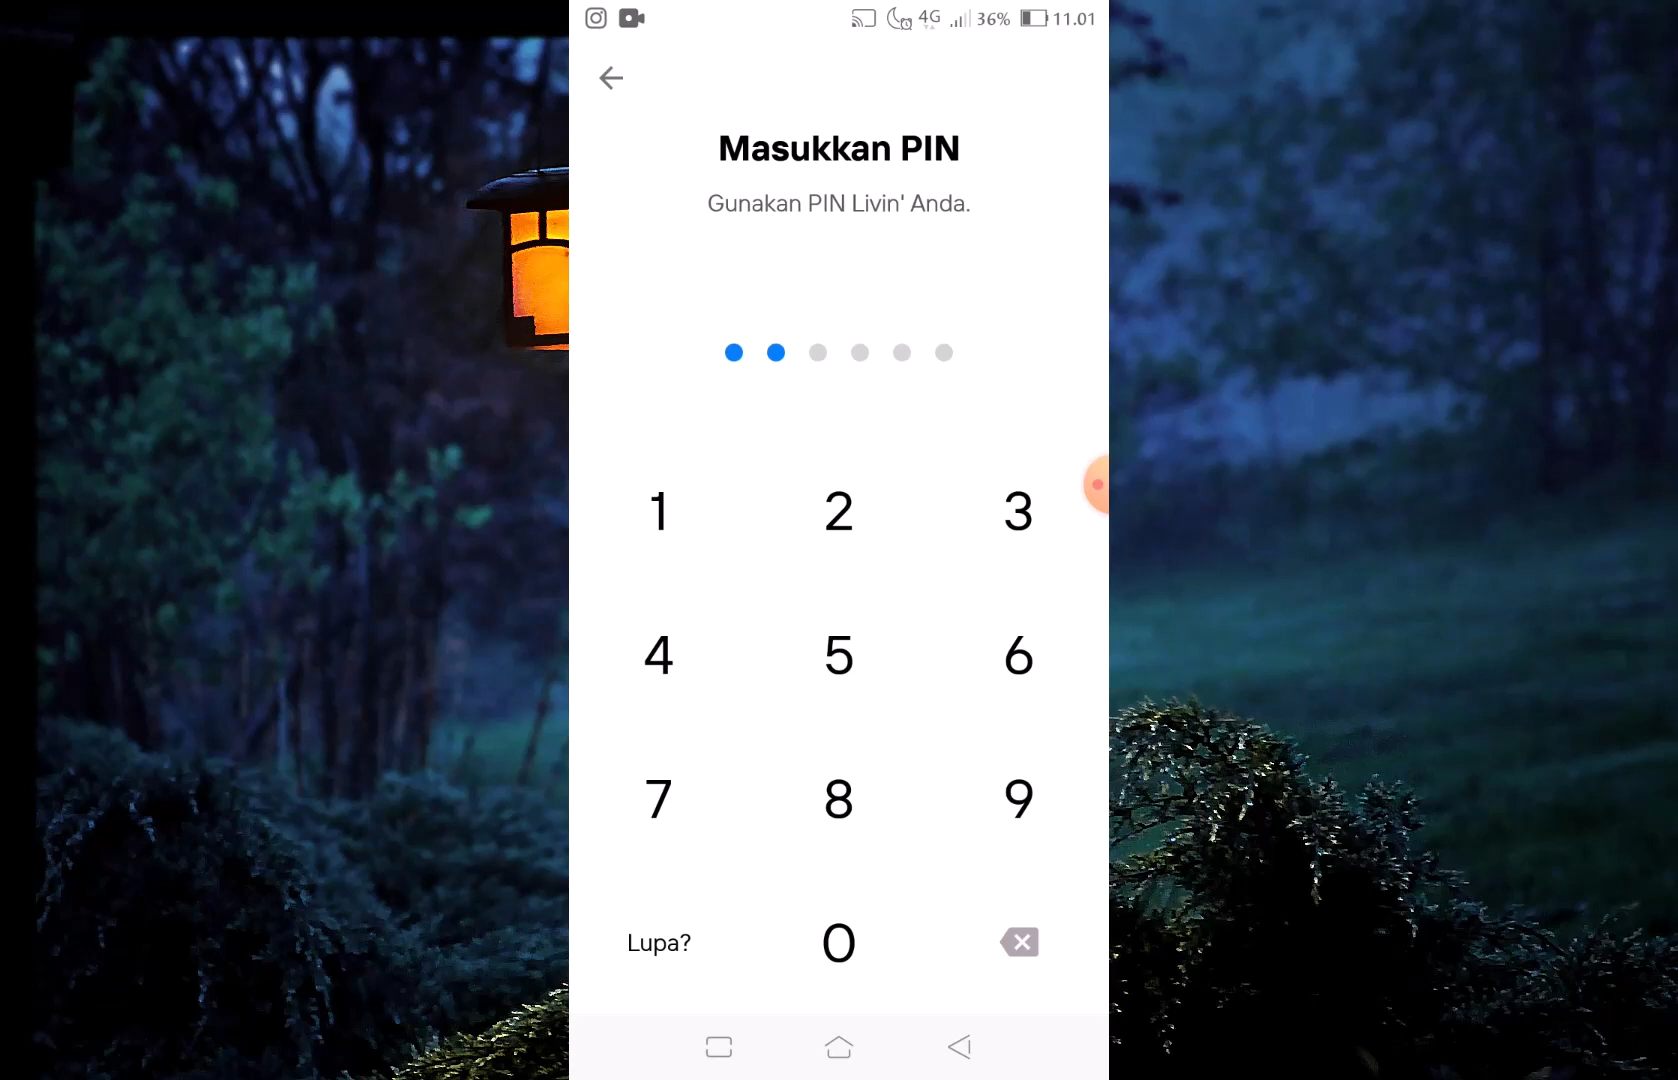 4G 36% 11.01
Masukkan PIN
Gunakan PIN Livin' Anda.
1 2 3
4 5 6
7 8 9
Lupa? 0